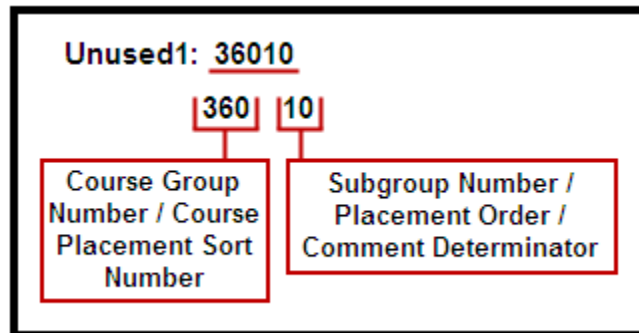 Unused1: 36010
360 10
Course Group
Number / Course
Placement Sort
Number
Subgroup Number /
Placement Order /
Comment Determinator